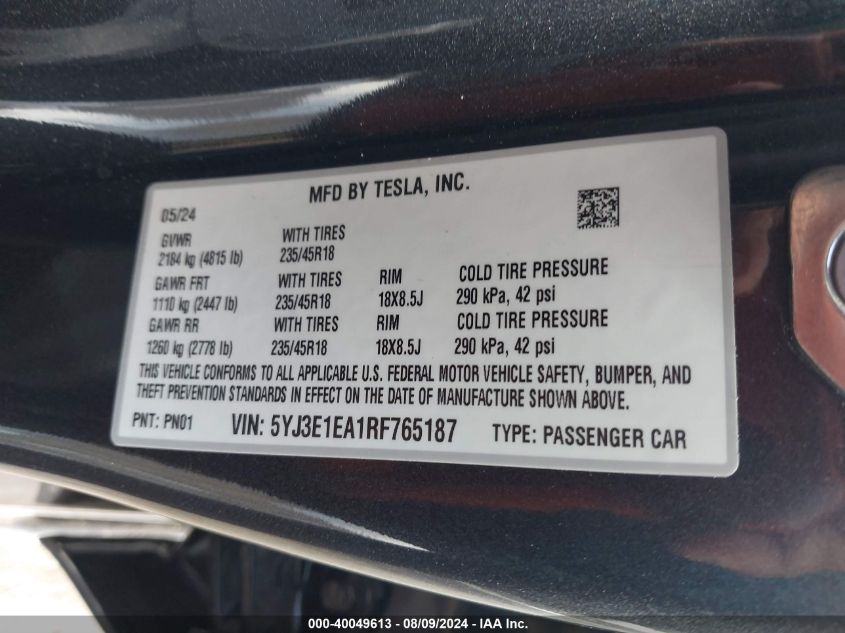 MFD BY TESLA, INC.
05/24
GVWR WITH TIRES
2184 kg (4815 lb) 235/45R18
GAWR FRT WITH TIRES RIM COLD TIRE PRESSURE
1110 kg (2447 lb) 235/45R18 18X8.5J 290 kPa, 42 psi
GAWR RR WITH TIRES RIM COLD TIRE PRESSURE
1260 kg (2778 lb) 235/45R18 18X8.5J 290 kPa, 42 psi
THIS VEHICLE CONFORMS TO ALL APPLICABLE U.S. FEDERAL MOTOR VEHICLE SAFETY, BUMPER, AND
THEFT PREVENTION STANDARDS IN EFFECT ON THE DATE OF MANUFACTURE SHOWN ABOVE.
PNT: PN01 VIN: 5YJ3E1EA1RF765187 TYPE: PASSENGER CAR
000-40049613 - 08/09/2024 - IAAI Inc.